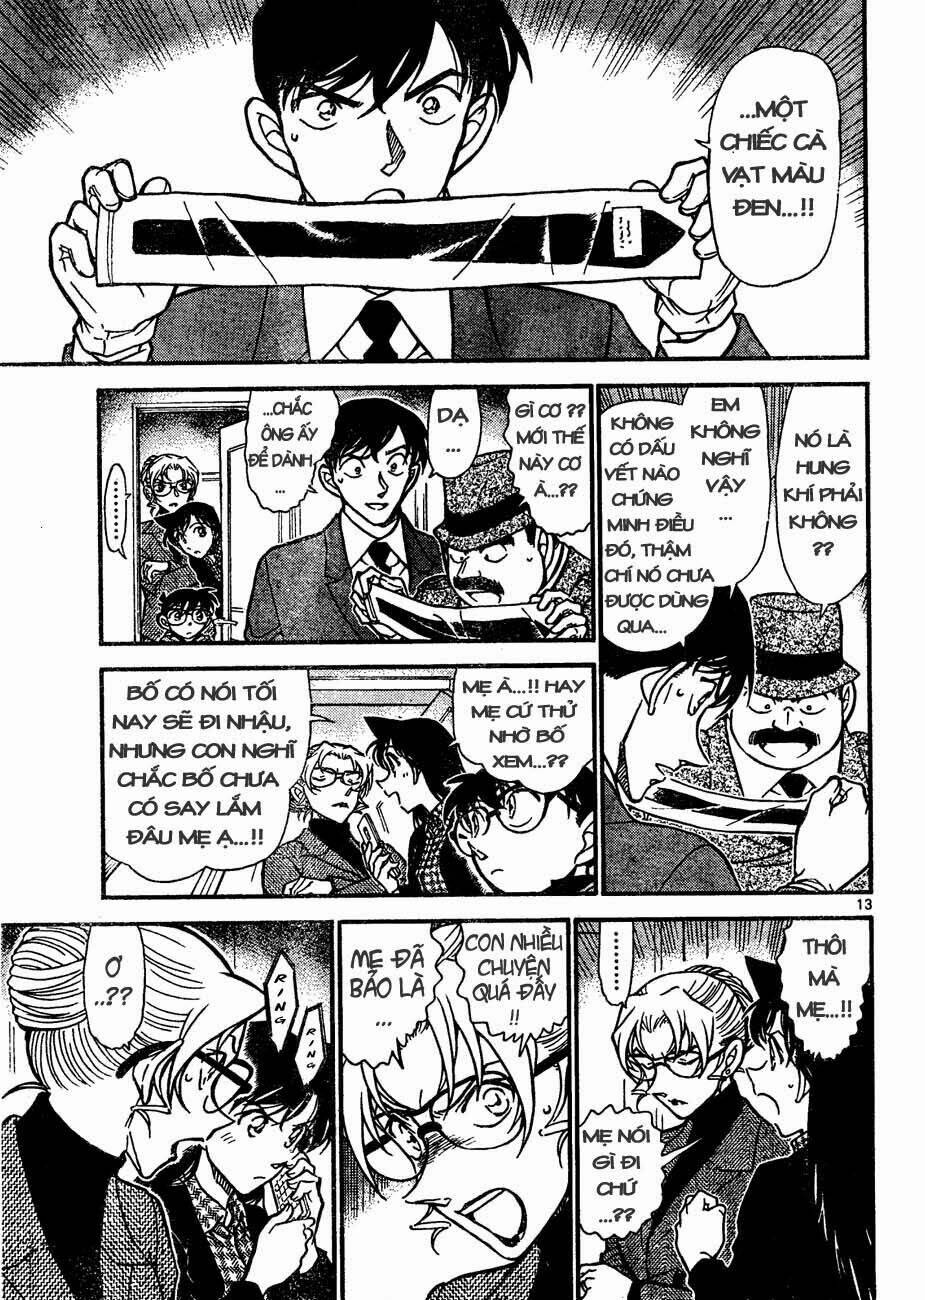 ...MỘT
CHIẾC CÀ
VẠT MÀU
ĐEN...!!
NÓ LÀ
HUNG
KHÍ PHẢI
KHÔNG
??
EM
KHÔNG
NGHĨ
VẬY
...
KHÔNG
CÓ DẤU
VẾT NÀO
CHỨNG
MINH ĐIỀU
ĐÓ, THẬM
CHÍ NÓ CHƯA
ĐƯỢC DÙNG
QUA...
GÌ CƠ ??
MỚI THẾ
NÀY CƠ
À...??
DẠ
...
...CHẮC
ÔNG ẤY
ĐỂ DÀNH
...
.........
MẸ À...!! HAY
MẸ CỨ THỬ
NHỜ BỐ
XEM...??
BỐ CÓ NÓI TỐI
NAY SẼ ĐI NHẬU,
NHƯNG CON NGHĨ
CHẮC BỐ CHƯA
CÓ SAY LẮM
ĐÂU MẸ Ạ...!!
13
THÔI
MÀ
MẸ...!!
.......
MẸ NÓI
GÌ ĐI
CHỨ
...??
CON NHIỀU
CHUYỆN
QUÁ ĐẤY
!!
MẸ ĐÃ
BẢO LÀ
...
RING
RING
Ơ
..??